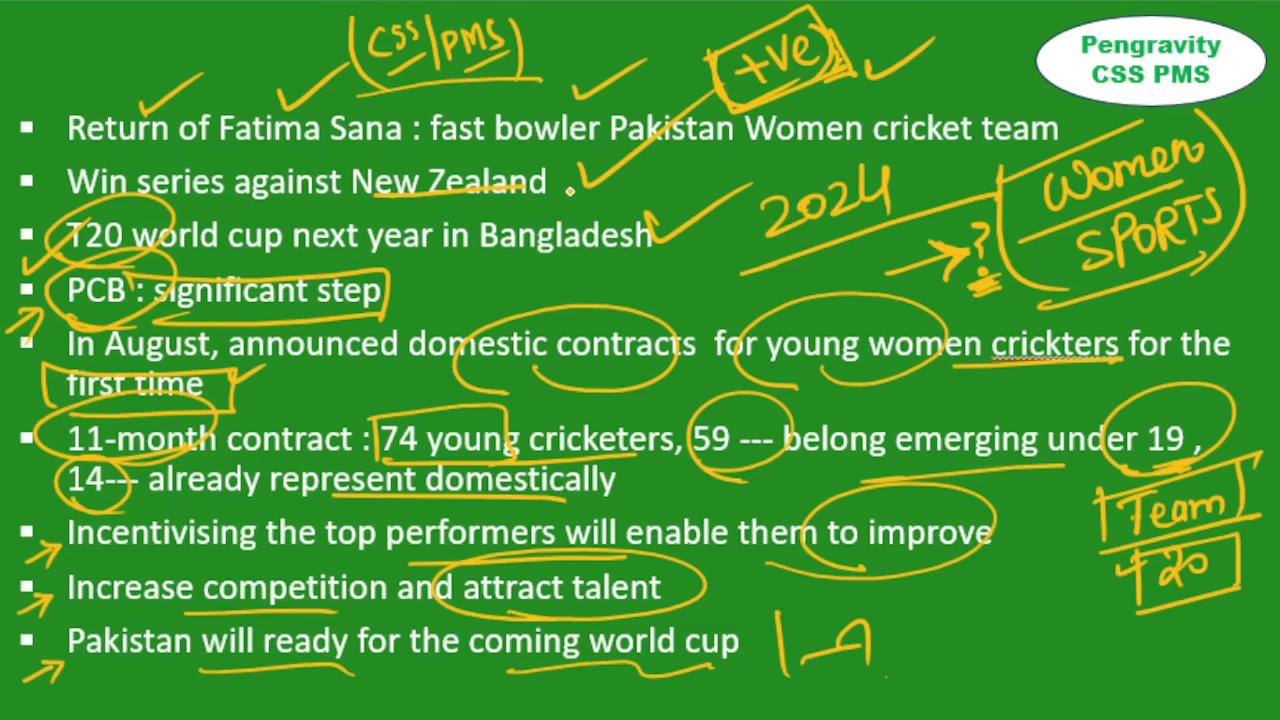 (CSS/PMS)
+ve
Pengravity
CSS PMS
▪ Return of Fatima Sana : fast bowler Pakistan Women cricket team
▪ Win series against New Zealand
Women
SPORTS
2024
?
▪ T20 world cup next year in Bangladesh
▪ PCB : significant step
▪ In August, announced domestic contracts for young women crickters for the
first time
▪ 11-month contract : 74 young cricketers, 59 --- belong emerging under 19 ,
14--- already represent domestically
Team
T20
▪ Incentivising the top performers will enable them to improve
▪ Increase competition and attract talent
▪ Pakistan will ready for the coming world cup